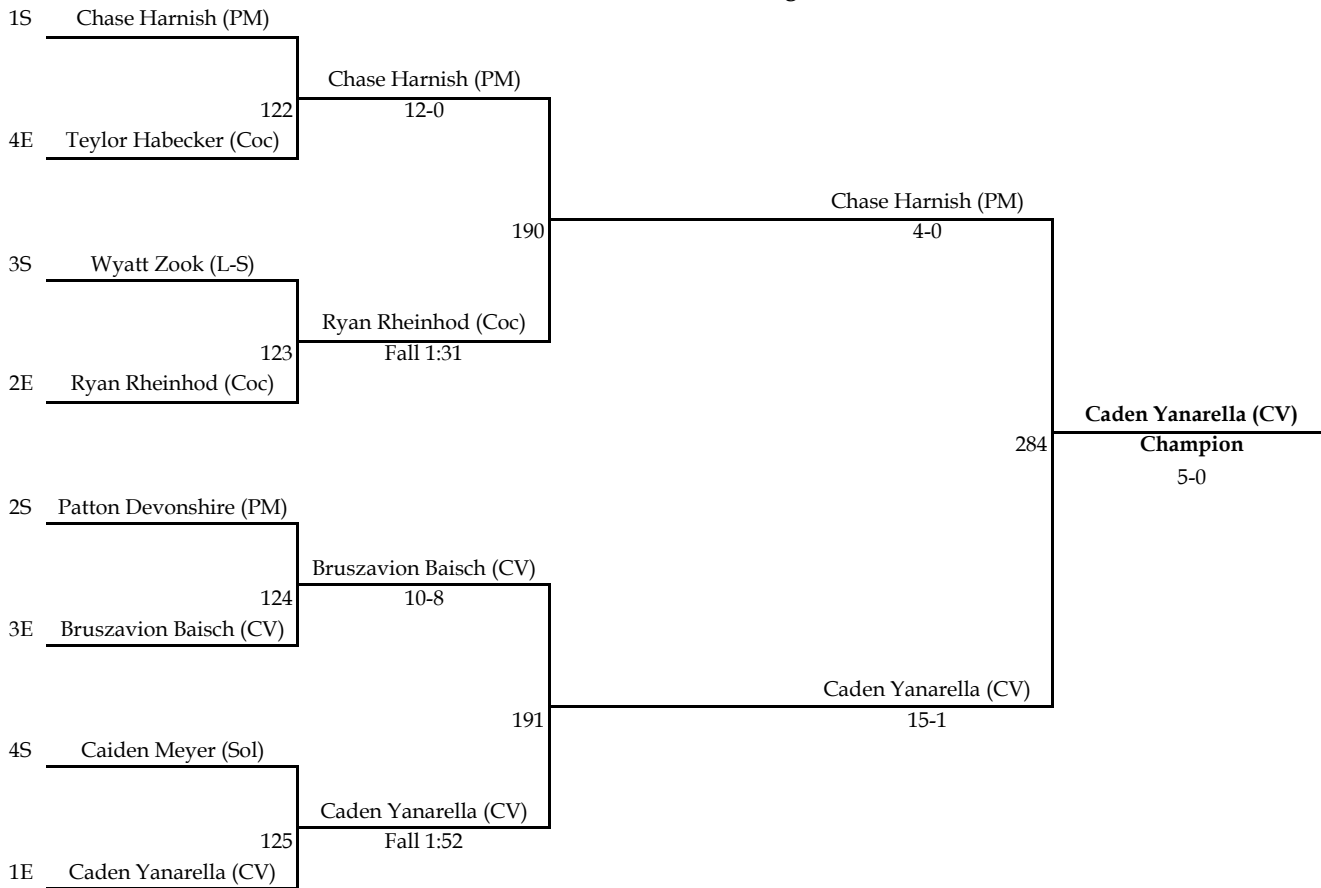 1S Chase Harnish (PM)
Chase Harnish (PM)
122 12-0
4E Teylor Habecker (Coc)
Chase Harnish (PM)
190 4-0
3S Wyatt Zook (L-S)
Ryan Rheinhod (Coc)
123 Fall 1:31
2E Ryan Rheinhod (Coc)
Caden Yanarella (CV)
284 Champion
5-0
2S Patton Devonshire (PM)
Bruszavion Baisch (CV)
124 10-8
3E Bruszavion Baisch (CV)
Caden Yanarella (CV)
191 15-1
4S Caiden Meyer (Sol)
Caden Yanarella (CV)
125 Fall 1:52
1E Caden Yanarella (CV)